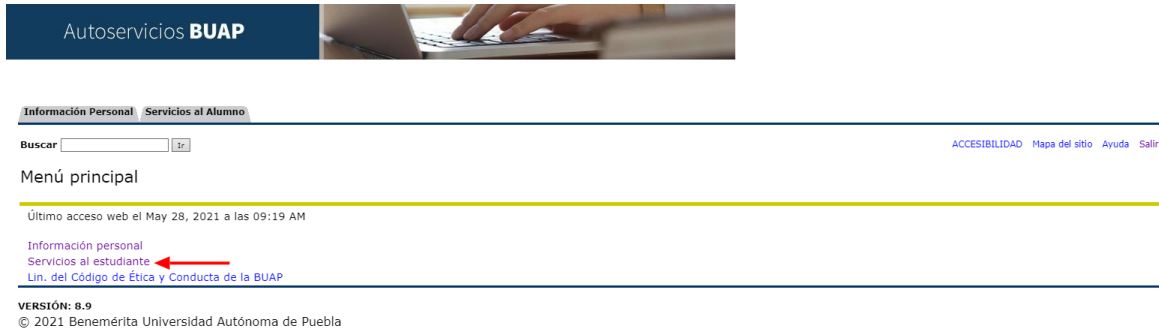 Autoservicios BUAP
Información Personal Servicios al Alumno
Buscar Ir ACCESIBILIDAD Mapa del sitio Ayuda Salir
Menú principal
Último acceso web el May 28, 2021 a las 09:19 AM
Información personal
Servicios al estudiante
Lin. del Código de Ética y Conducta de la BUAP
VERSIÓN: 8.9
© 2021 Benemérita Universidad Autónoma de Puebla